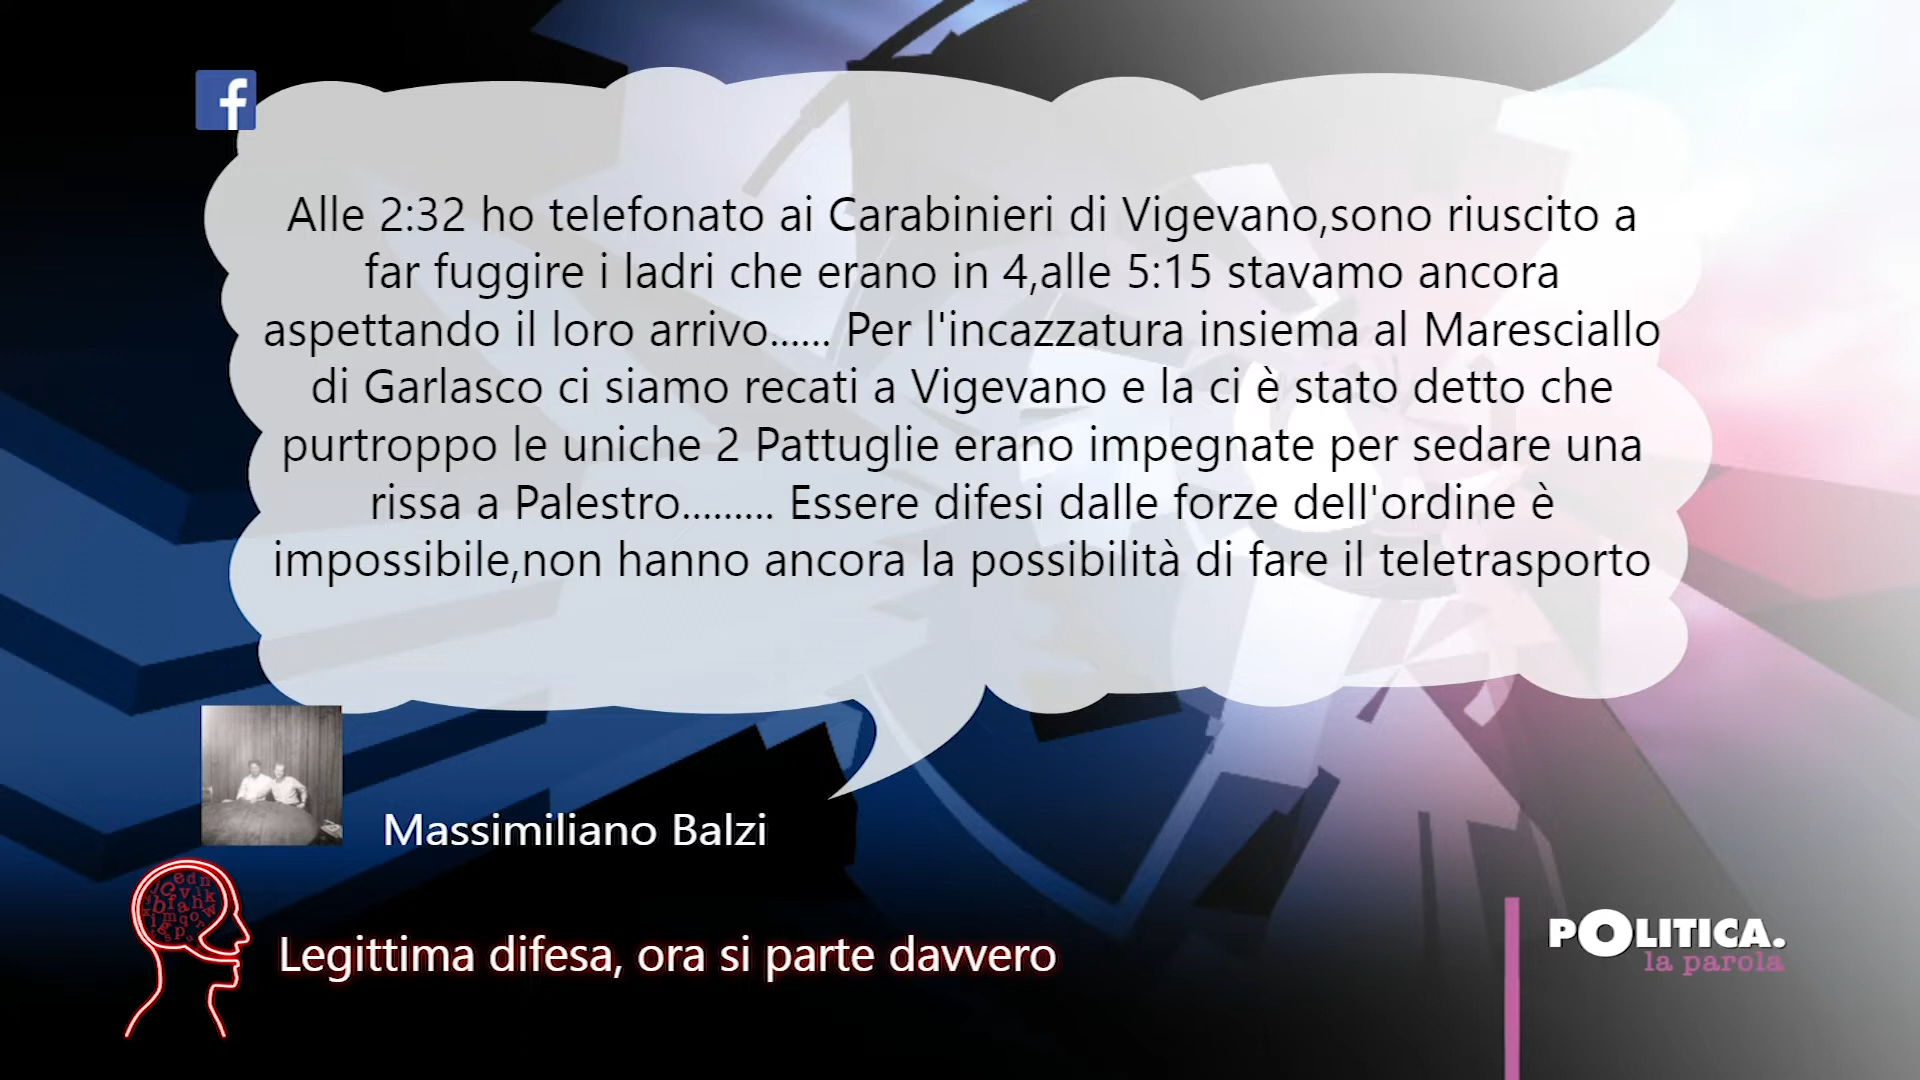 f
Alle 2:32 ho telefonato ai Carabinieri di Vigevano,sono riuscito a
far fuggire i ladri che erano in 4,alle 5:15 stavamo ancora
aspettando il loro arrivo...... Per l'incazzatura insiema al Maresciallo
di Garlasco ci siamo recati a Vigevano e la ci è stato detto che
purtroppo le uniche 2 Pattuglie erano impegnate per sedare una
rissa a Palestro......... Essere difesi dalle forze dell'ordine è
impossibile,non hanno ancora la possibilità di fare il teletrasporto
Massimiliano Balzi
Legittima difesa, ora si parte davvero
POLITICA.
la parola